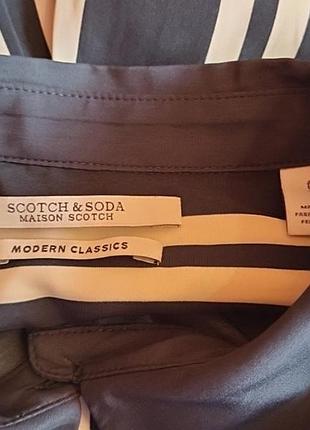 SCOTCH & SODA
MAISON SCOTCH
MODERN CLASSICS